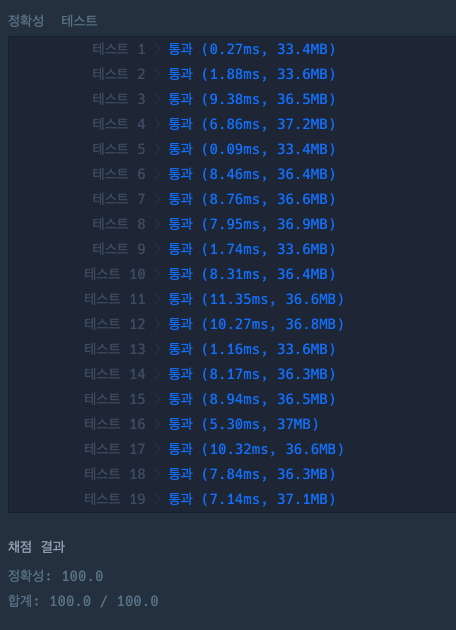 정확성 테스트
테스트 1 > 통과 (0.27ms, 33.4MB)
테스트 2 > 통과 (1.88ms, 33.6MB)
테스트 3 > 통과 (9.38ms, 36.5MB)
테스트 4 > 통과 (6.86ms, 37.2MB)
테스트 5 > 통과 (0.09ms, 33.4MB)
테스트 6 > 통과 (8.46ms, 36.4MB)
테스트 7 > 통과 (8.76ms, 36.6MB)
테스트 8 > 통과 (7.95ms, 36.9MB)
테스트 9 > 통과 (1.74ms, 33.6MB)
테스트 10 > 통과 (8.31ms, 36.4MB)
테스트 11 > 통과 (11.35ms, 36.6MB)
테스트 12 > 통과 (10.27ms, 36.8MB)
테스트 13 > 통과 (1.16ms, 33.6MB)
테스트 14 > 통과 (8.17ms, 36.3MB)
테스트 15 > 통과 (8.94ms, 36.5MB)
테스트 16 > 통과 (5.30ms, 37MB)
테스트 17 > 통과 (10.32ms, 36.6MB)
테스트 18 > 통과 (7.84ms, 36.3MB)
테스트 19 > 통과 (7.14ms, 37.1MB)
채점 결과
정확성: 100.0
합계: 100.0 / 100.0